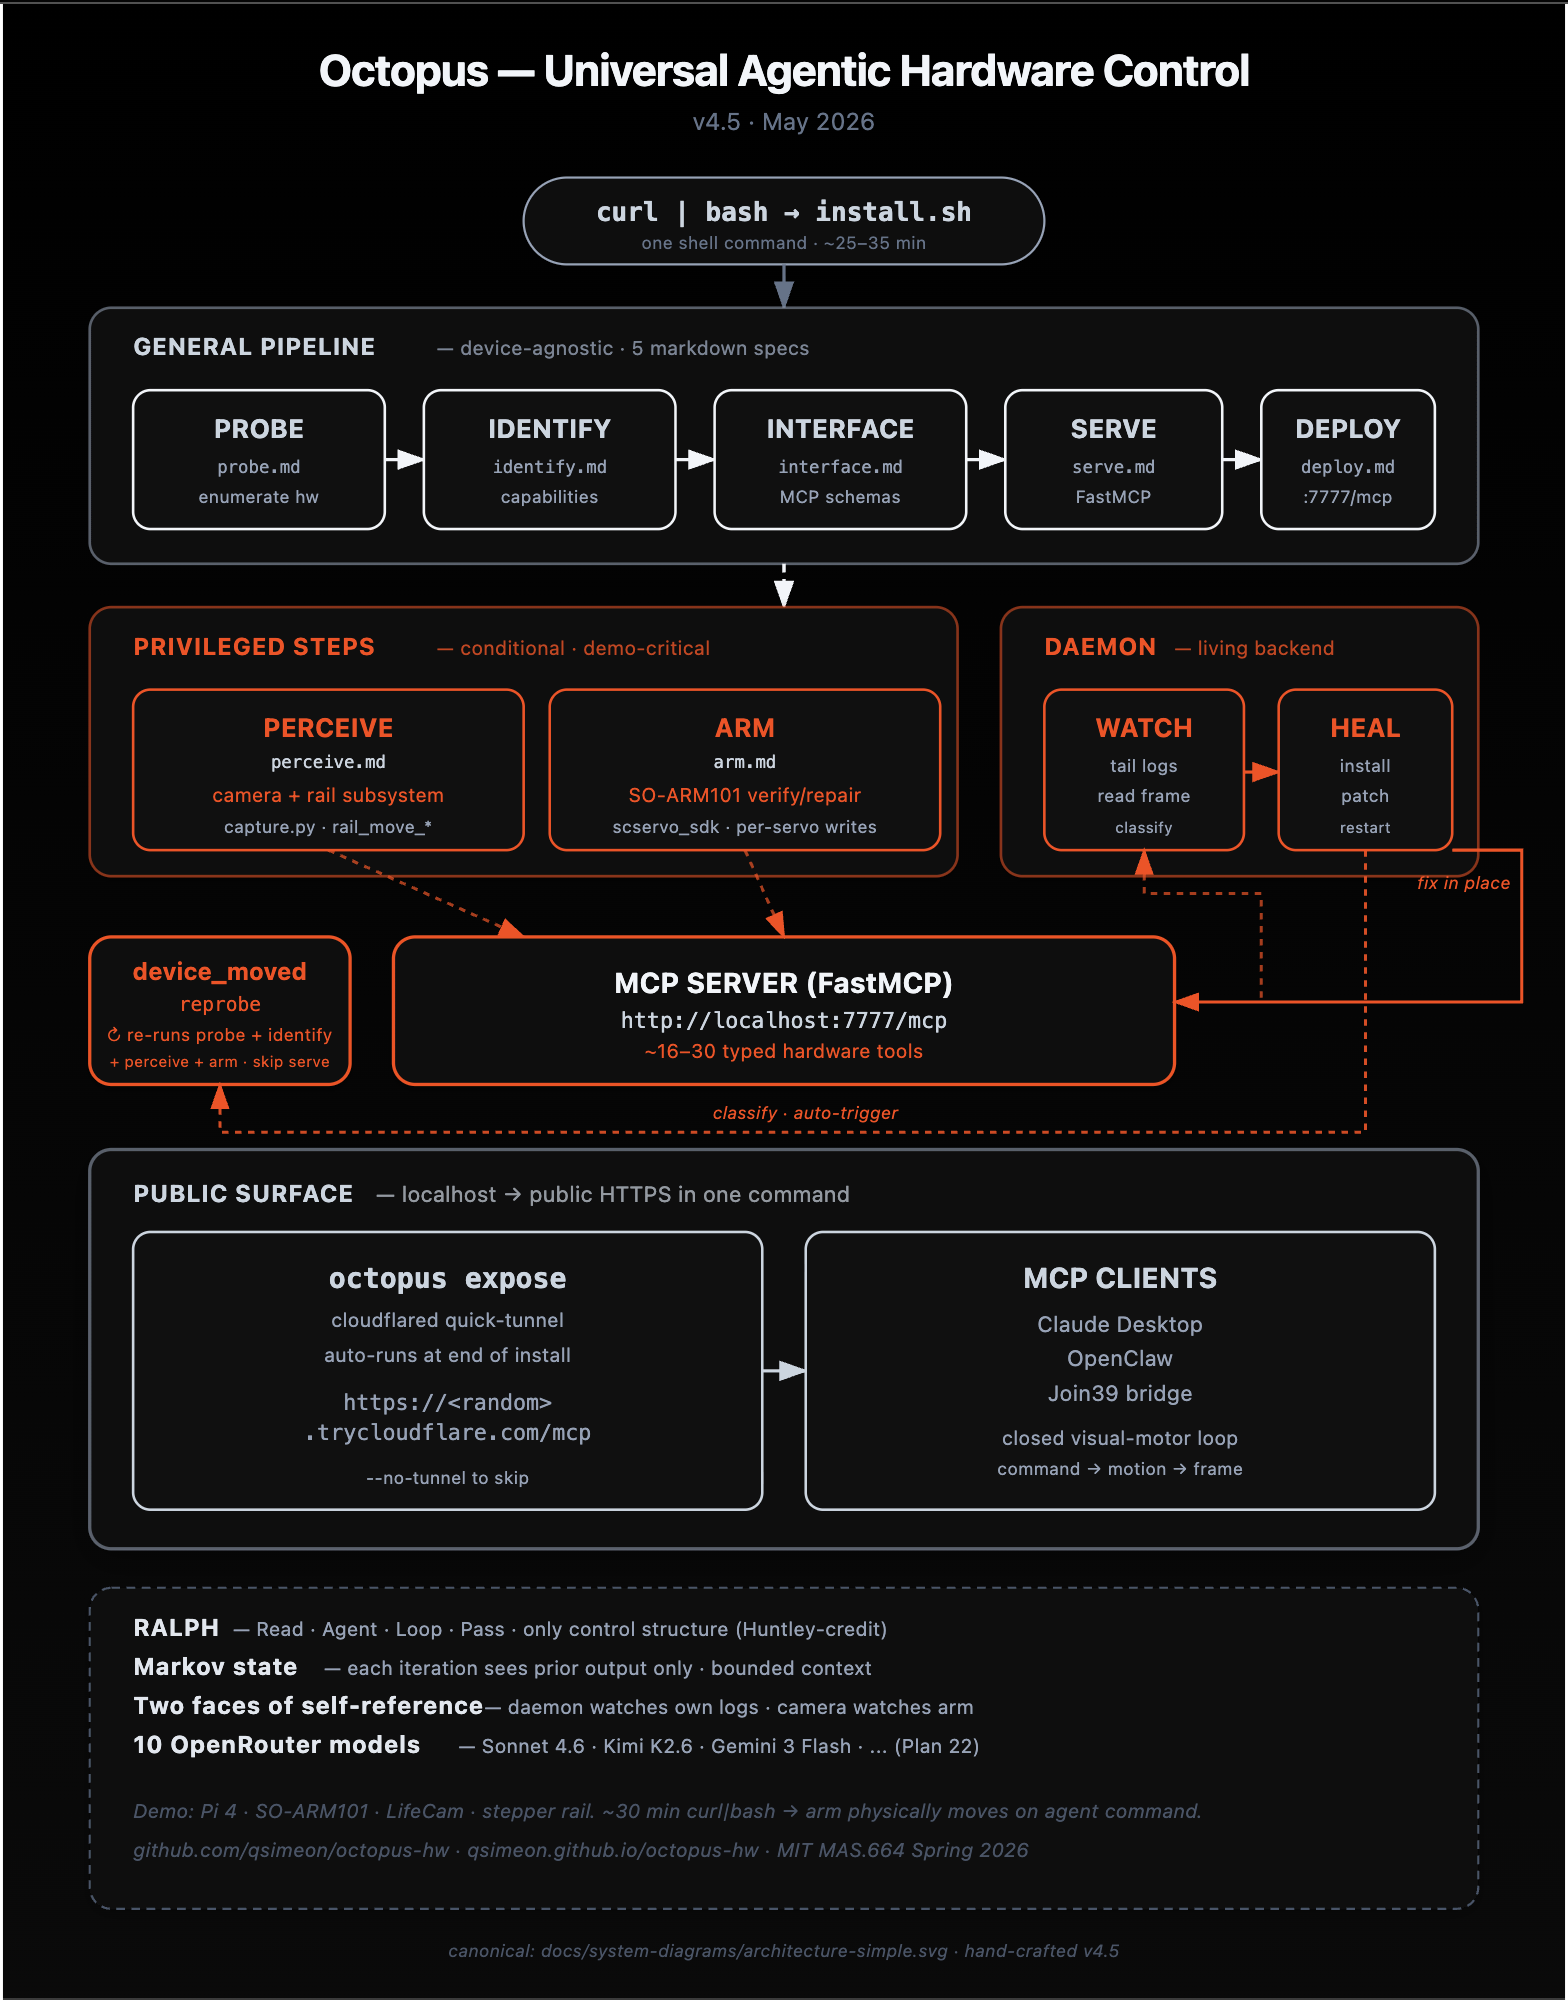 Octopus — Universal Agentic Hardware Control
v4.5 · May 2026
curl | bash → install.sh
one shell command · ~25–35 min
GENERAL PIPELINE — device-agnostic · 5 markdown specs
PROBE
probe.md
enumerate hw
IDENTIFY
identify.md
capabilities
INTERFACE
interface.md
MCP schemas
SERVE
serve.md
FastMCP
DEPLOY
deploy.md
:7777/mcp
PRIVILEGED STEPS — conditional · demo-critical
PERCEIVE
perceive.md
camera + rail subsystem
capture.py · rail_move_*
ARM
arm.md
SO-ARM101 verify/repair
scservo_sdk · per-servo writes
DAEMON — living backend
WATCH
tail logs
read frame
classify
HEAL
install
patch
restart
fix in place
device_moved
reprobe
↻ re-runs probe + identify
+ perceive + arm · skip serve
MCP SERVER (FastMCP)
http://localhost:7777/mcp
~16–30 typed hardware tools
classify · auto-trigger
PUBLIC SURFACE — localhost → public HTTPS in one command
octopus expose
cloudflared quick-tunnel
auto-runs at end of install
https://<random>
.trycloudflare.com/mcp
--no-tunnel to skip
MCP CLIENTS
Claude Desktop
OpenClaw
Join39 bridge
closed visual-motor loop
command → motion → frame
RALPH — Read · Agent · Loop · Pass · only control structure (Huntley-credit)
Markov state — each iteration sees prior output only · bounded context
Two faces of self-reference— daemon watches own logs · camera watches arm
10 OpenRouter models — Sonnet 4.6 · Kimi K2.6 · Gemini 3 Flash · ... (Plan 22)
Demo: Pi 4 · SO-ARM101 · LifeCam · stepper rail. ~30 min curl|bash → arm physically moves on agent command.
github.com/qsimeon/octopus-hw · qsimeon.github.io/octopus-hw · MIT MAS.664 Spring 2026
canonical: docs/system-diagrams/architecture-simple.svg · hand-crafted v4.5